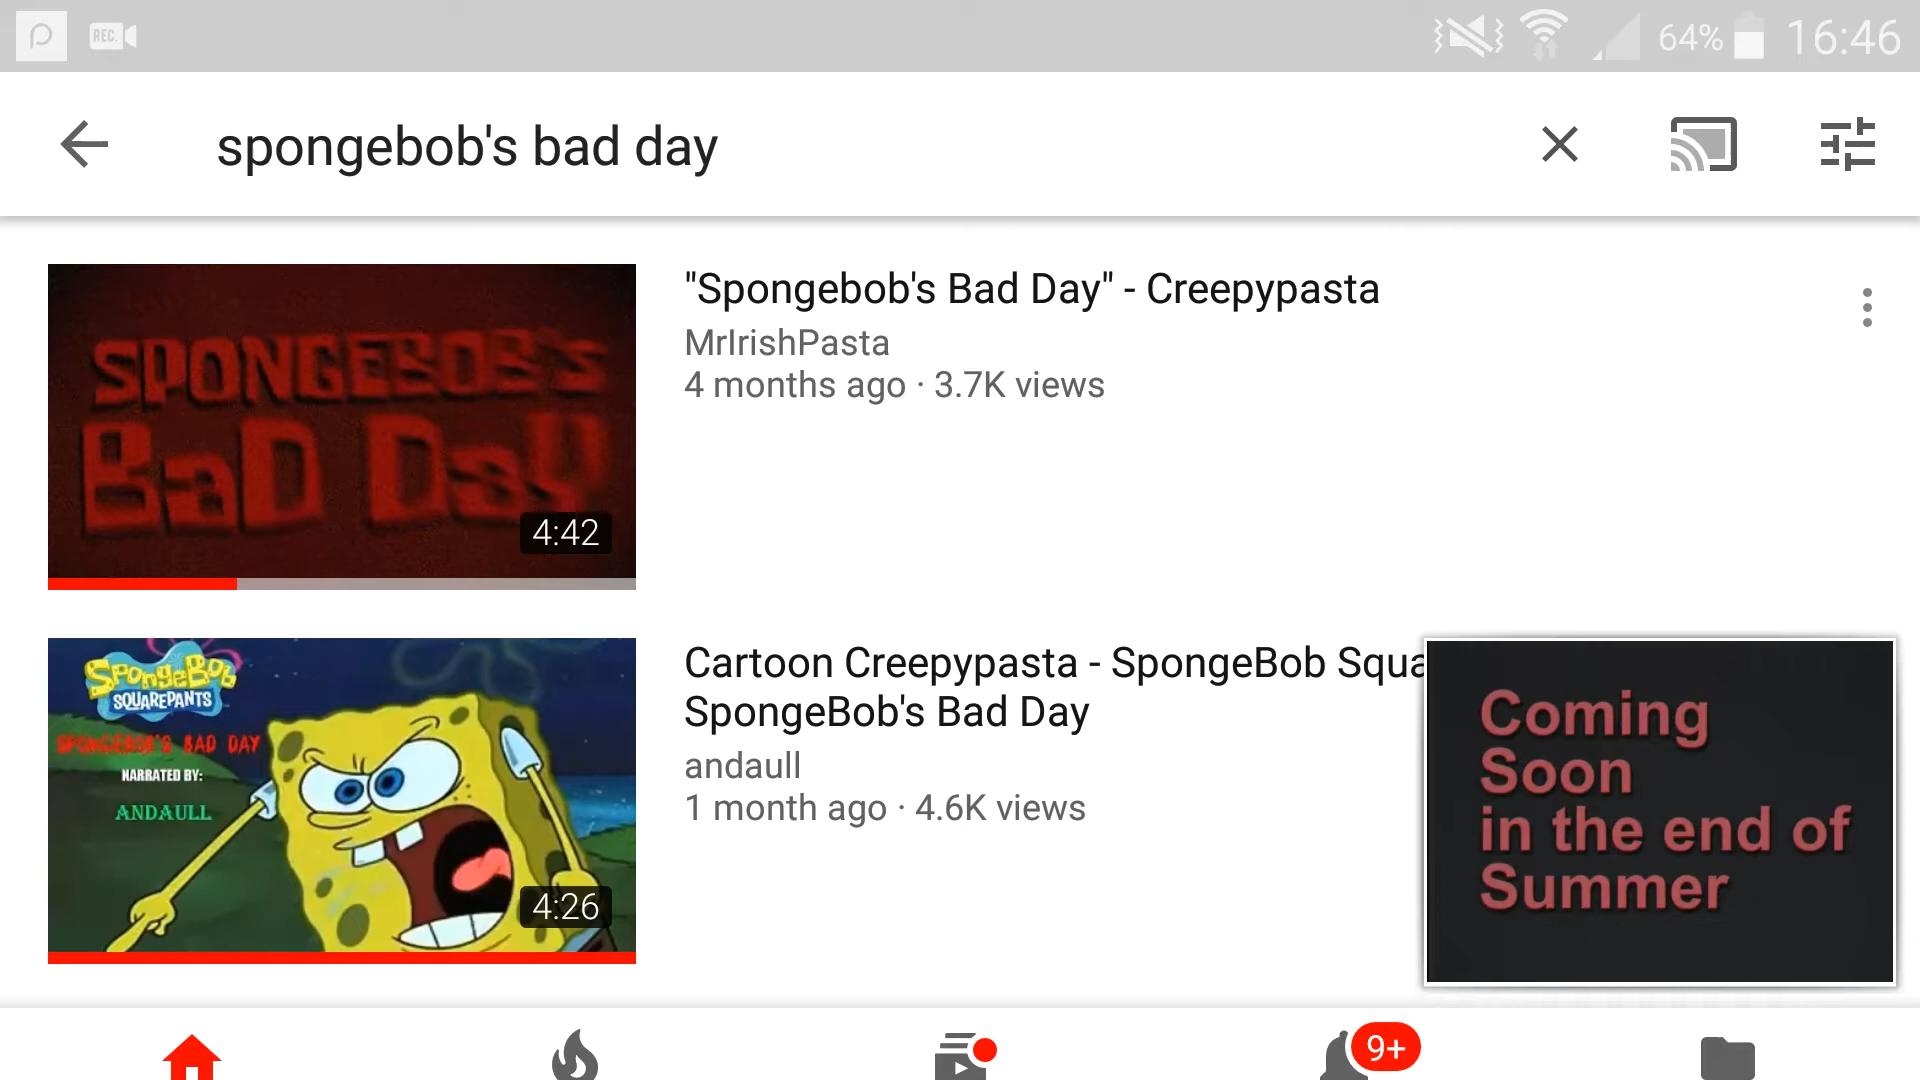 REC.
64%
16:46
spongebob's bad day
SPONGEBOB'S
BaD DaY
4:42
"Spongebob's Bad Day" - Creepypasta
MrIrishPasta
4 months ago · 3.7K views
SPONGEBOB
SQUAREPANTS
SPONGEBOB'S BAD DAY
NARRATED BY:
ANDAULL
4:26
Cartoon Creepypasta - SpongeBob Squa
SpongeBob's Bad Day
andaull
1 month ago · 4.6K views
Coming
Soon
in the end of
Summer
9+